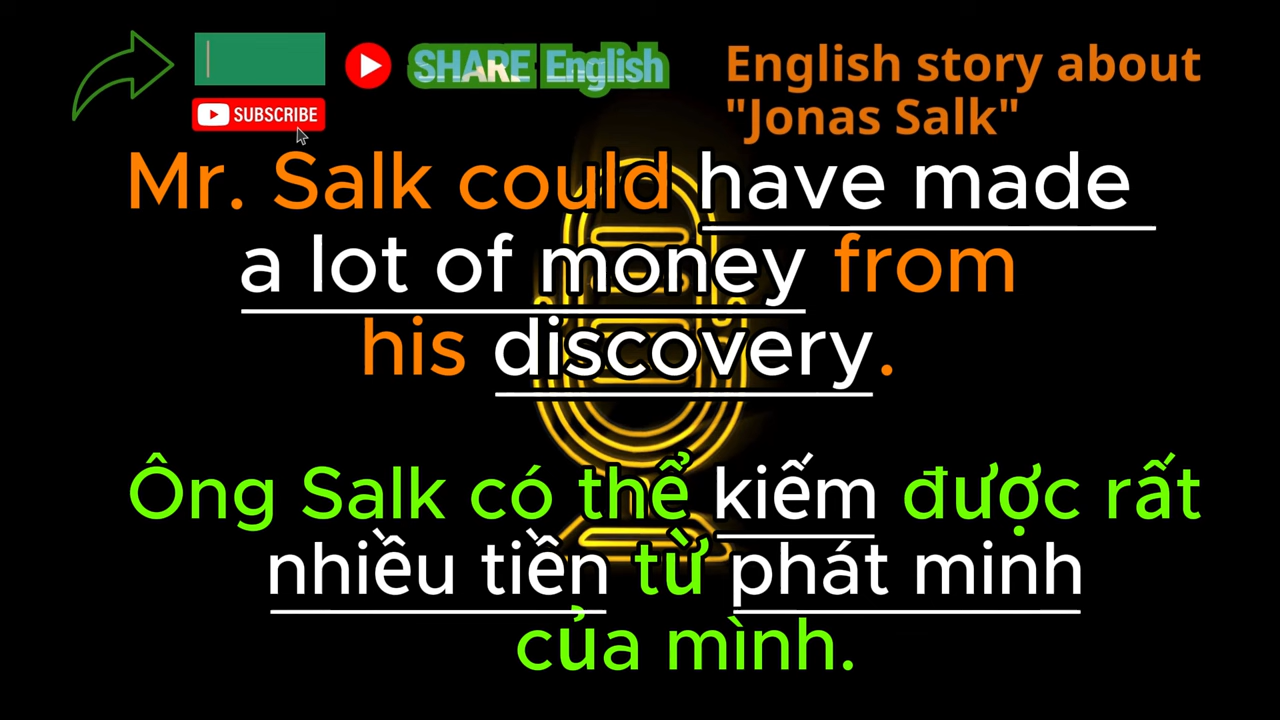 SHARE English
SUBSCRIBE
English story about
"Jonas Salk"
Mr. Salk could have made
a lot of money from
his discovery.
Ông Salk có thể kiếm được rất
nhiều tiền từ phát minh
của mình.